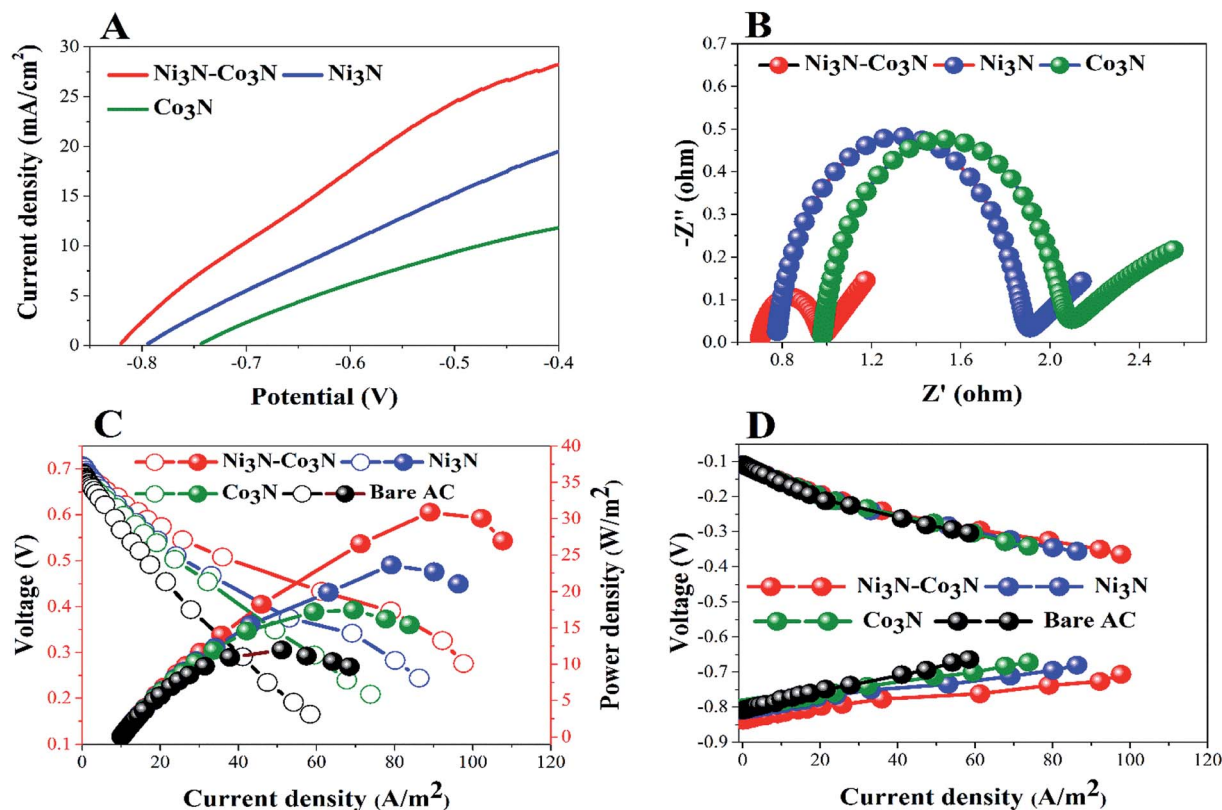 A
Ni₃N-Co₃N Ni₃N
Co₃N
Current density (mA/cm²)
30
25
20
15
10
5
0
-0.8 -0.7 -0.6 -0.5 -0.4
Potential (V)
B
Ni₃N-Co₃N Ni₃N Co₃N
-Z'' (ohm)
0.7
0.6
0.5
0.4
0.3
0.2
0.1
0.0
0.8 1.2 1.6 2.0 2.4
Z' (ohm)
C
Ni₃N-Co₃N Ni₃N
Co₃N Bare AC
Voltage (V)
0.7
0.6
0.5
0.4
0.3
0.2
0.1
Power density (W/m²)
40
35
30
25
20
15
10
5
0
0 20 40 60 80 100 120
Current density (A/m²)
D
Ni₃N-Co₃N Ni₃N
Co₃N Bare AC
Voltage (V)
-0.1
-0.2
-0.3
-0.4
-0.5
-0.6
-0.7
-0.8
-0.9
0 20 40 60 80 100 120
Current density (A/m²)